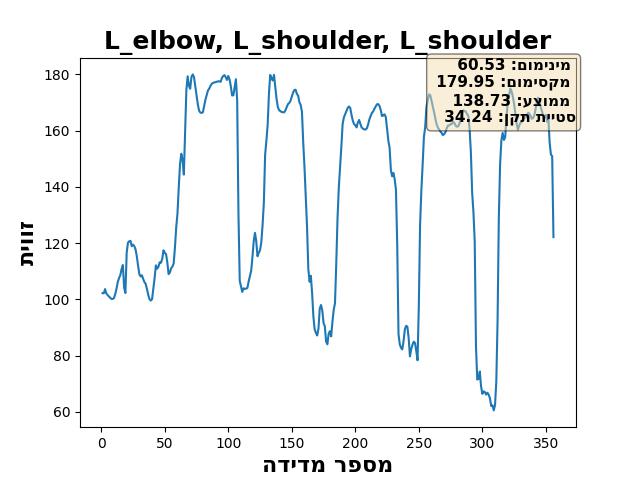 L_elbow, L_shoulder, L_shoulder
מינימום: 60.53
מקסימום: 179.95
ממוצע: 138.73
סטיית תקן: 34.24
180
160
140
120
100
80
60
זווית
0 50 100 150 200 250 300 350
מספר מדידה